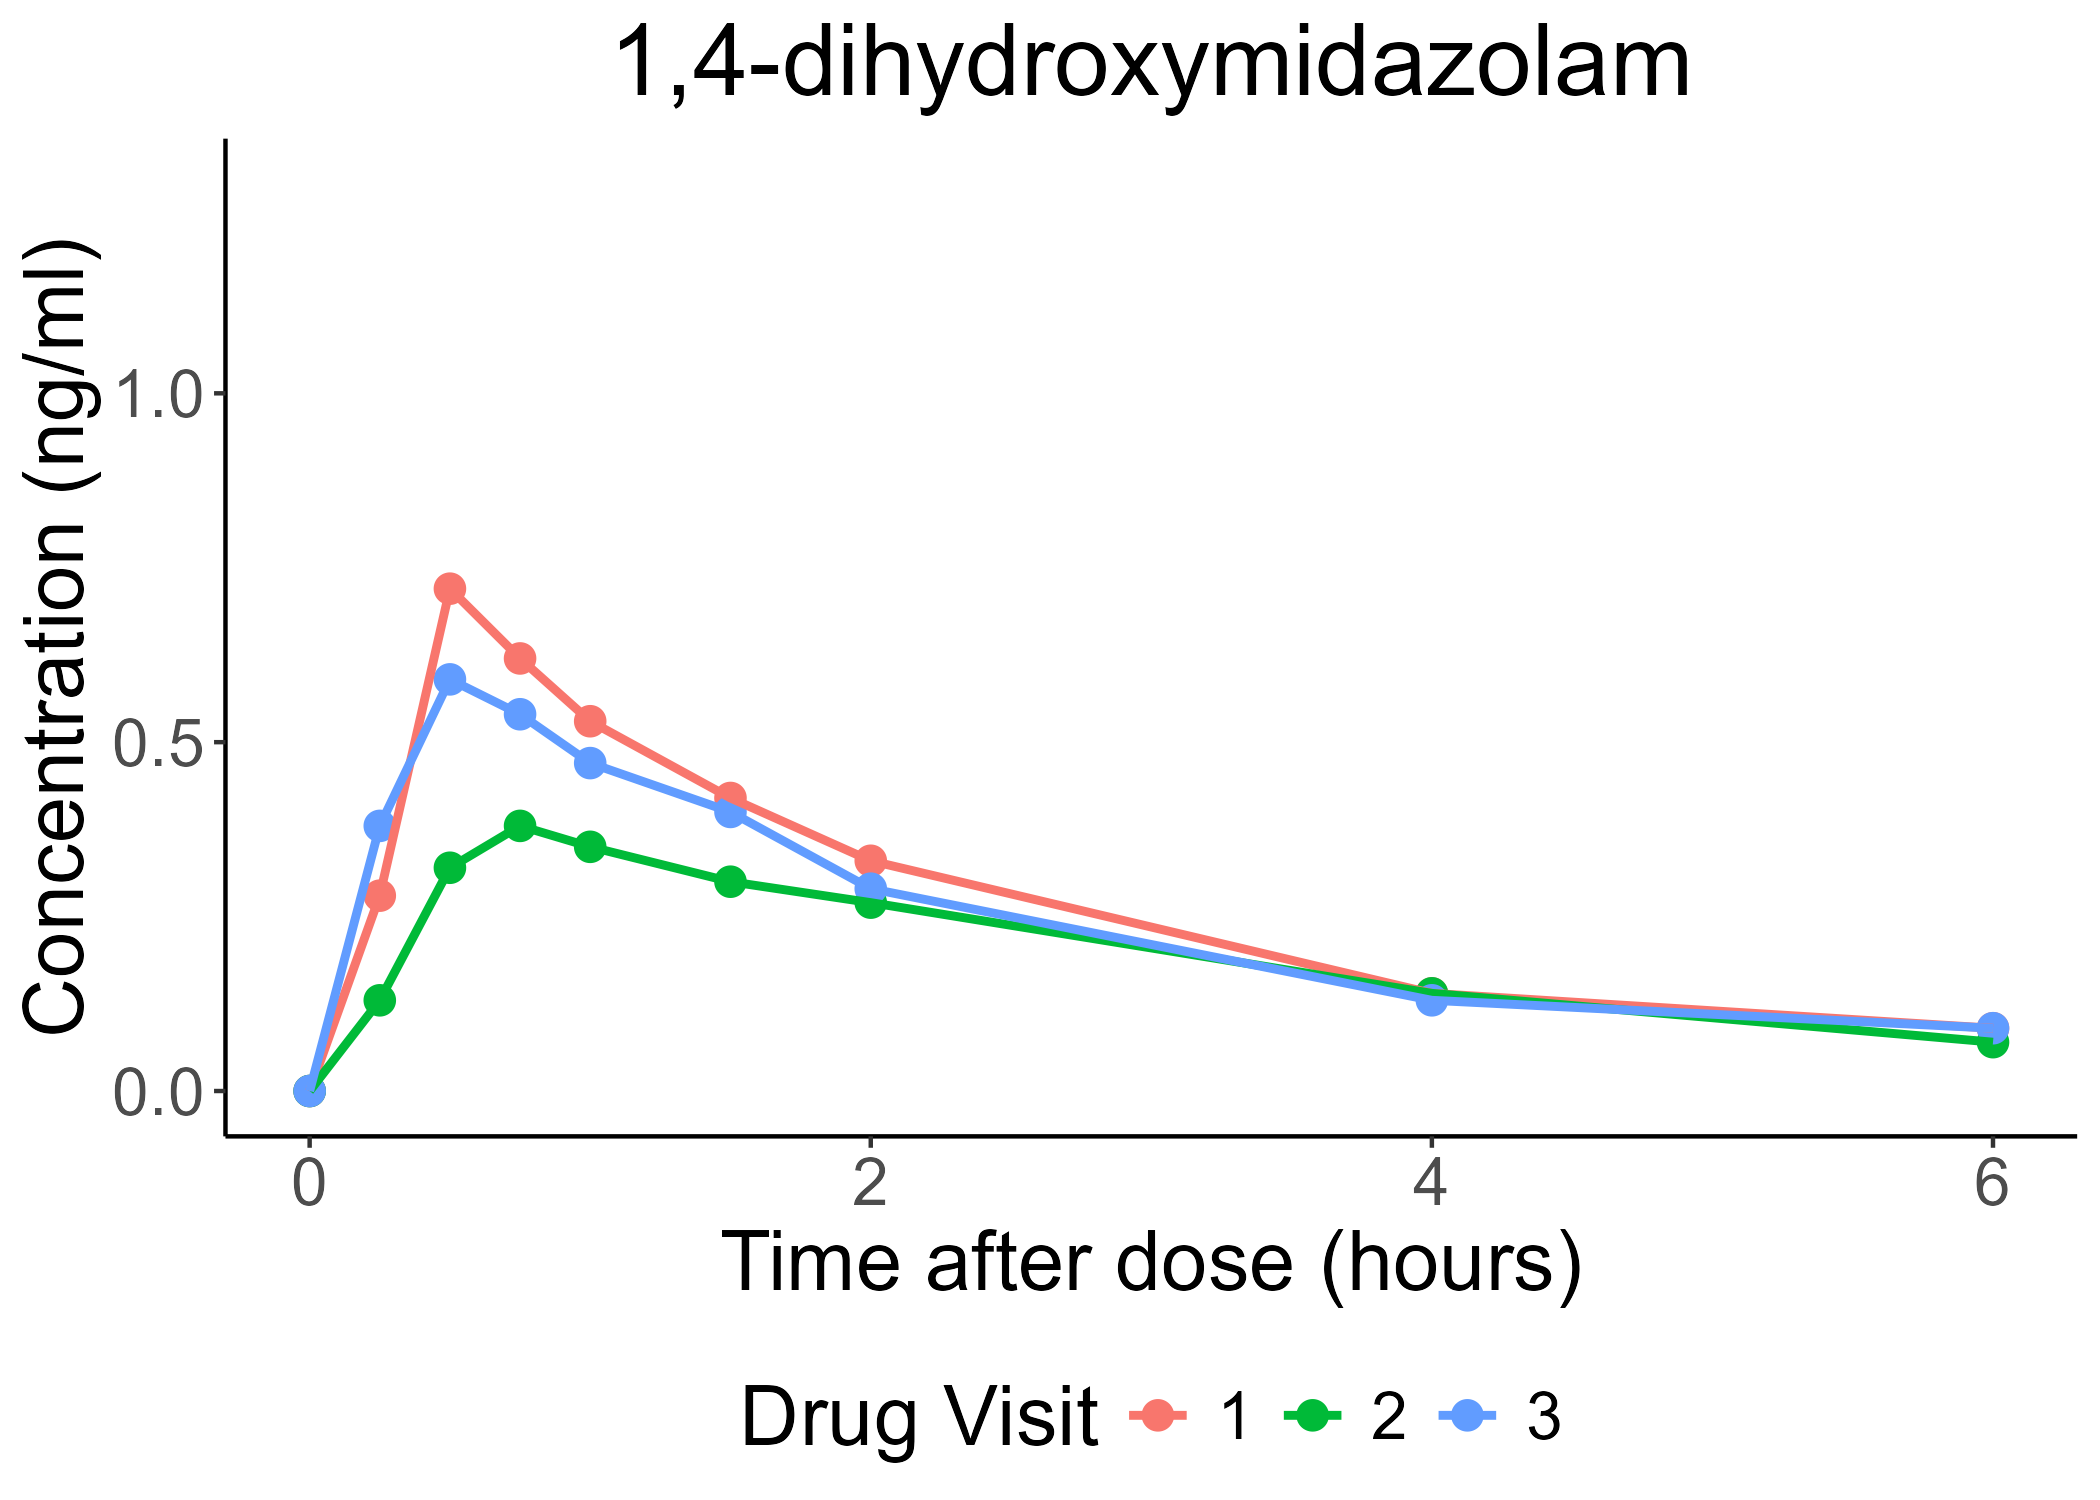 1,4-dihydroxymidazolam
Concentration (ng/ml)
1.0
0.5
0.0
0 2 4 6
Time after dose (hours)
Drug Visit 1 2 3